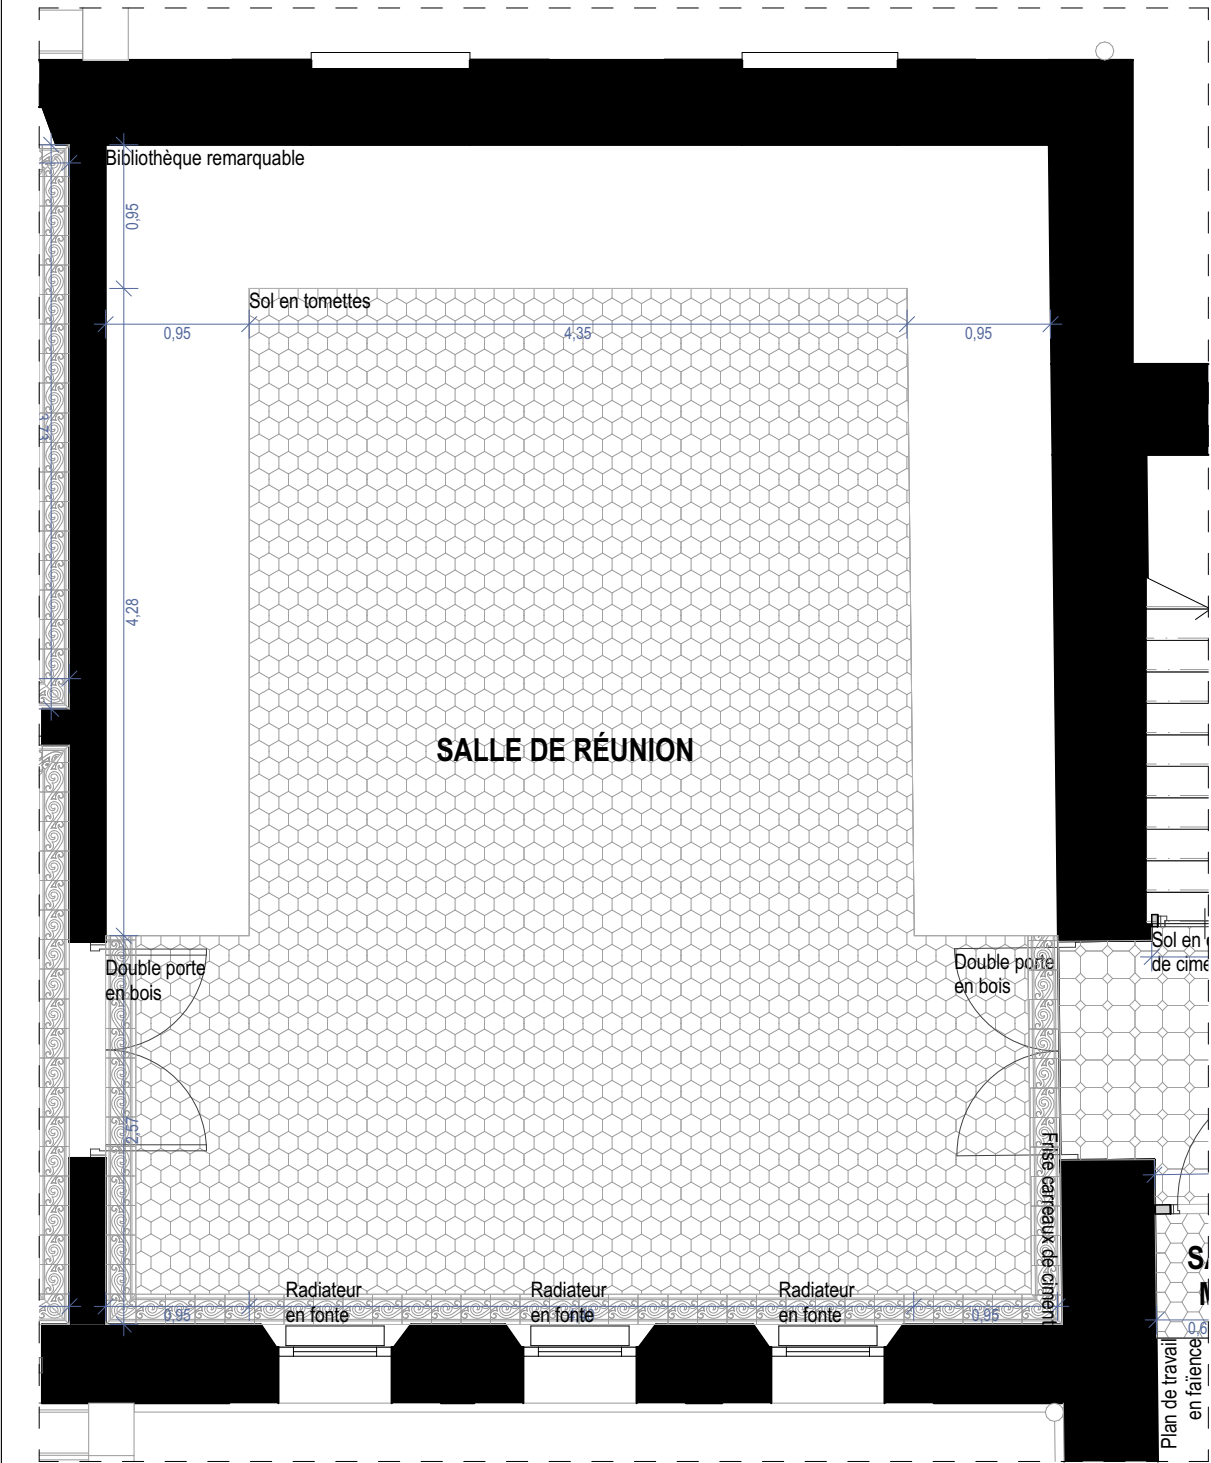 Bibliothèque remarquable
0,95
Sol en tomettes
0,95
4,35
0,95
4,28
SALLE DE RÉUNION
Double porte
en bois
Double porte
en bois
Sol en
de cime
2,57
Frise carreaux de ciment
Radiateur
en fonte
Radiateur
en fonte
Radiateur
en fonte
0,95
0,95
0,6
Plan de travail
en faïence